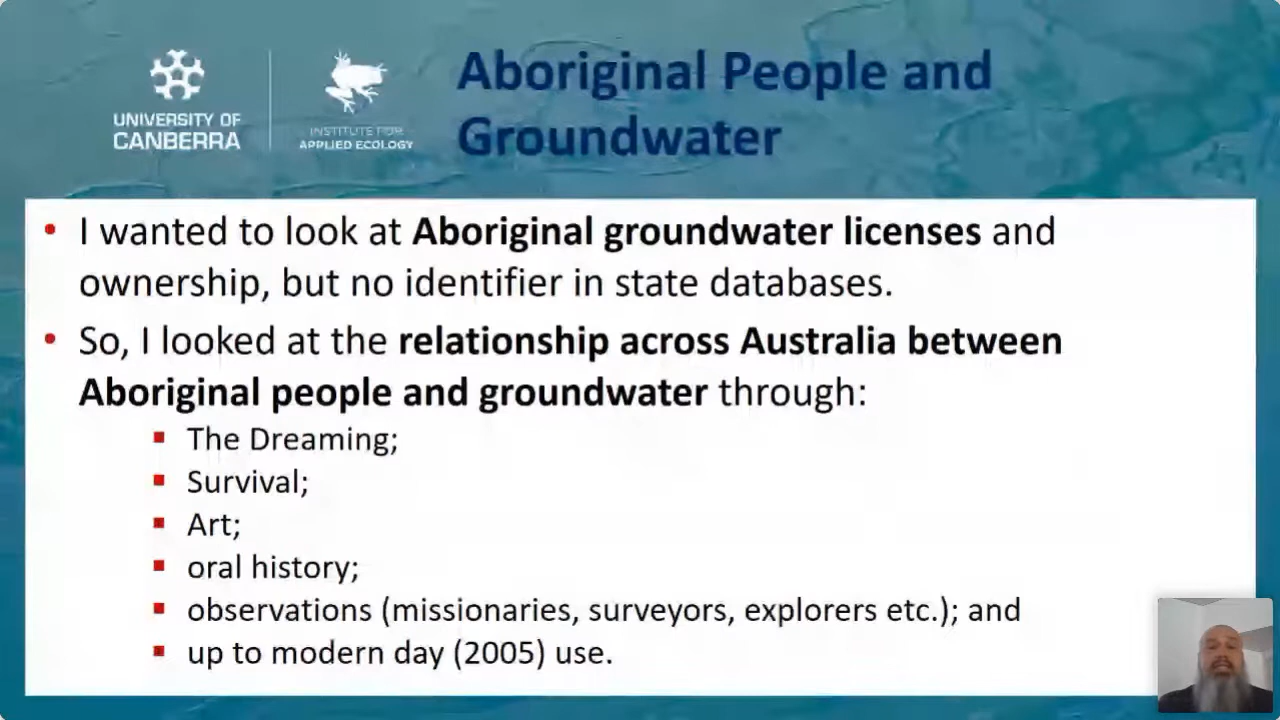 UNIVERSITY OF
CANBERRA
INSTITUTE FOR
APPLIED ECOLOGY
Aboriginal People and
Groundwater
• I wanted to look at Aboriginal groundwater licenses and
ownership, but no identifier in state databases.
• So, I looked at the relationship across Australia between
Aboriginal people and groundwater through:
▪ The Dreaming;
▪ Survival;
▪ Art;
▪ oral history;
▪ observations (missionaries, surveyors, explorers etc.); and
▪ up to modern day (2005) use.